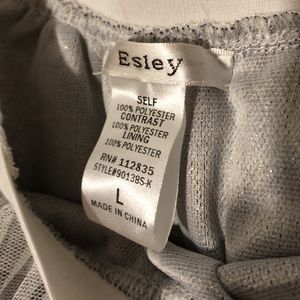 Esley
SELF
100% POLYESTER
CONTRAST
100% POLYESTER
LINING
100% POLYESTER
RN# 112835
STYLE#90138S-K
L
MADE IN CHINA